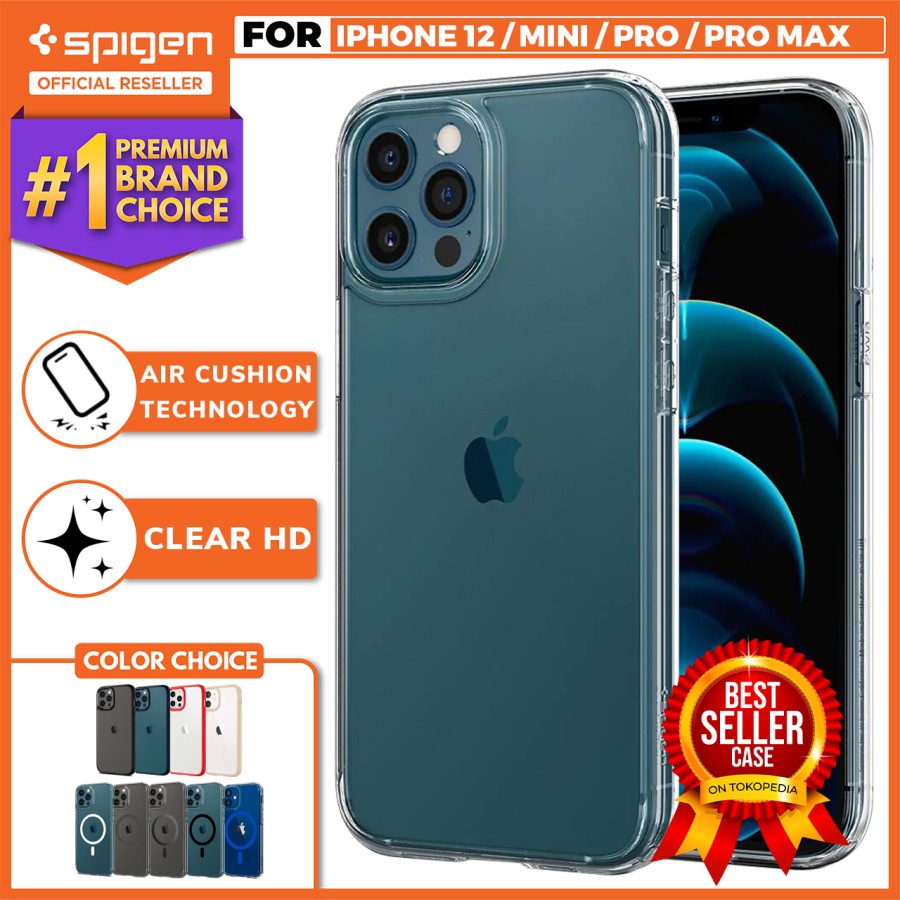 spigen
OFFICIAL RESELLER
FOR IPHONE 12 / MINI / PRO / PRO MAX
#1 PREMIUM
BRAND
CHOICE
AIR CUSHION
TECHNOLOGY
CLEAR HD
COLOR CHOICE
BEST
SELLER
CASE
ON TOKOPEDIA